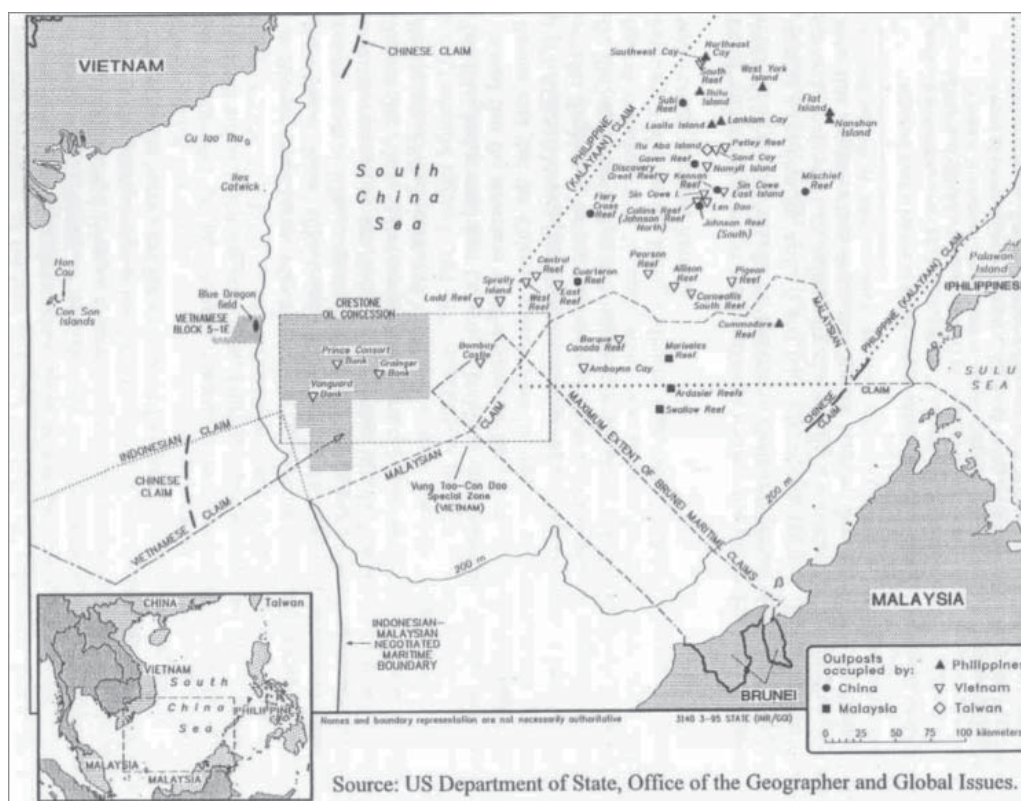 VIETNAM
CHINESE CLAIM
Cu lao Thu
Iles
Catwick
Hon
Cau
Con Son
Islands
South
China
Sea
PHILIPPINE
(KALAYAAN) CLAIM
Southwest Cay
Northeast
Cay
South
Reef
West York
Island
Thitu
Island
Subi
Reef
Flat
Island
Nanshan
Island
Loaita Island
Lankiam Cay
Itu Aba Island
Petley Reef
Sand Cay
Gaven Reef
Namyit Island
Discovery
Great Reef
Kennan
Reef
Sin Cowe
East Island
Mischief
Reef
Sin Cowe I.
Fiery
Cross
Reef
Collins Reef
(Johnson Reef
North)
Len Dao
Johnson Reef
(South)
Central
Reef
Pearson
Reef
Allison
Reef
Pigeon
Reef
Spratly
Island
Cuarteron
Reef
Ladd Reef
West
Reef
East
Reef
Cornwallis
South Reef
Commodore
Reef
MALAYSIAN
CLAIM
PHILIPPINE (KALAYAAN) CLAIM
Palawan
Island
(PHILIPPINES)
SULU
SEA
Blue Dragon
field
VIETNAMESE
BLOCK 5-1E
CRESTONE
OIL CONCESSION
Prince Consort
Bank
Grainger
Bank
Vanguard
Bank
Bombay
Castle
Barque
Canada Reef
Mariveles
Reef
Amboyna Cay
Ardasier Reefs
Swallow Reef
CHINESE
CLAIM
INDONESIAN CLAIM
CHINESE
CLAIM
VIETNAMESE CLAIM
MALAYSIAN CLAIM
Vung Tao-Con Dao
Special Zone
(VIETNAM)
MAXIMUM EXTENT OF BRUNEI MARITIME CLAIMS
200 m
200 m
INDONESIAN-
MALAYSIAN
NEGOTIATED
MARITIME
BOUNDARY
MALAYSIA
BRUNEI
CHINA
Taiwan
VIETNAM
South
China
Sea
PHILIPPINE
MALAYSIA
MALAYSIA
Outposts
occupied by:
China
Malaysia
Philippines
Vietnam
Taiwan
0 25 50 75 100 kilometers
Names and boundary representation are not necessarily authoritative
3140 3-95 STATE (INR/GGI)
Source: US Department of State, Office of the Geographer and Global Issues.